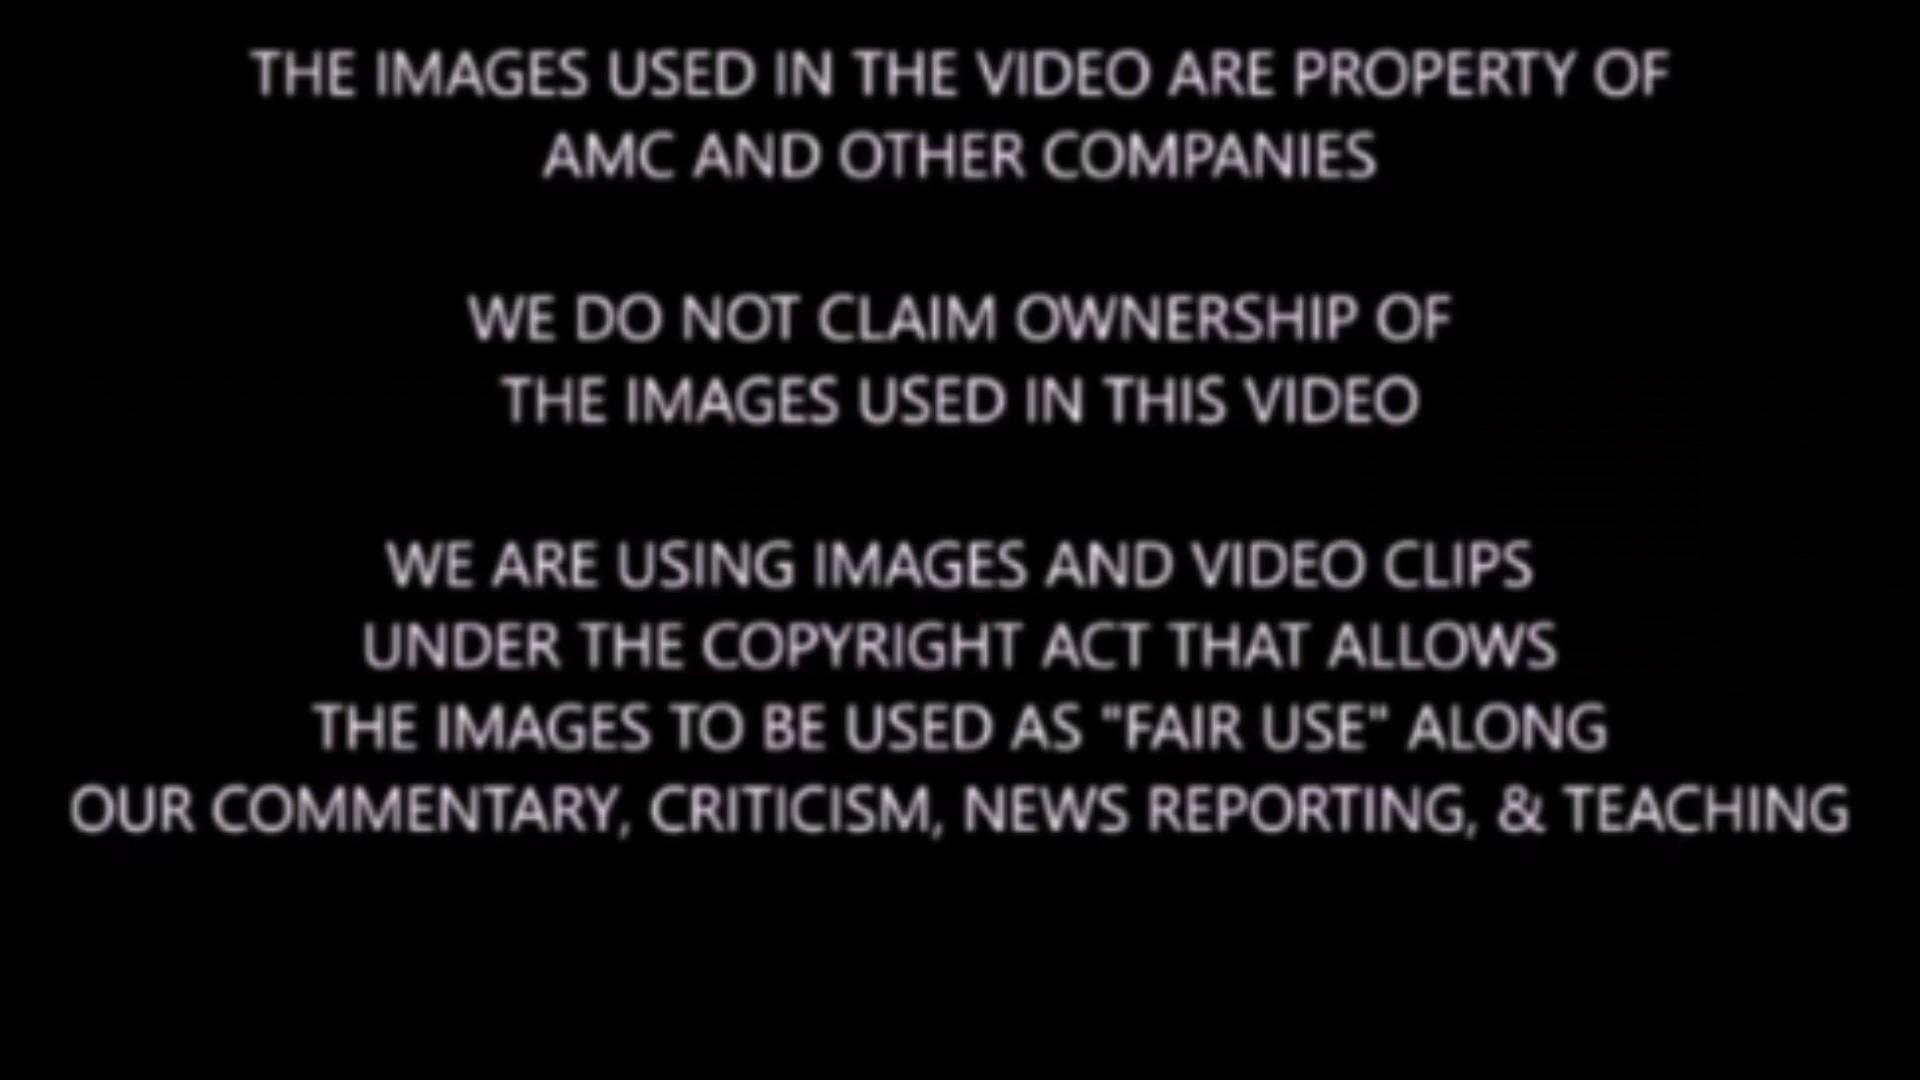 THE IMAGES USED IN THE VIDEO ARE PROPERTY OF
AMC AND OTHER COMPANIES
WE DO NOT CLAIM OWNERSHIP OF
THE IMAGES USED IN THIS VIDEO
WE ARE USING IMAGES AND VIDEO CLIPS
UNDER THE COPYRIGHT ACT THAT ALLOWS
THE IMAGES TO BE USED AS "FAIR USE" ALONG
OUR COMMENTARY, CRITICISM, NEWS REPORTING, & TEACHING